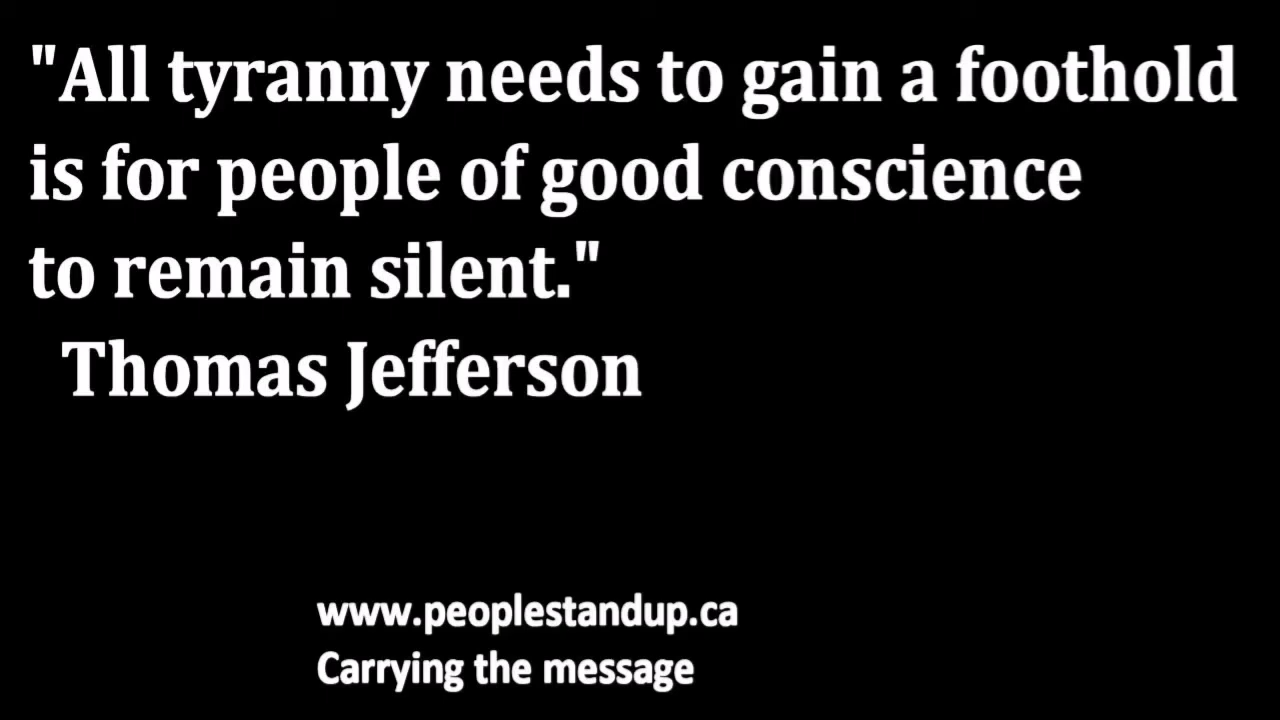 "All tyranny needs to gain a foothold
is for people of good conscience
to remain silent."
Thomas Jefferson
www.peoplestandup.ca
Carrying the message